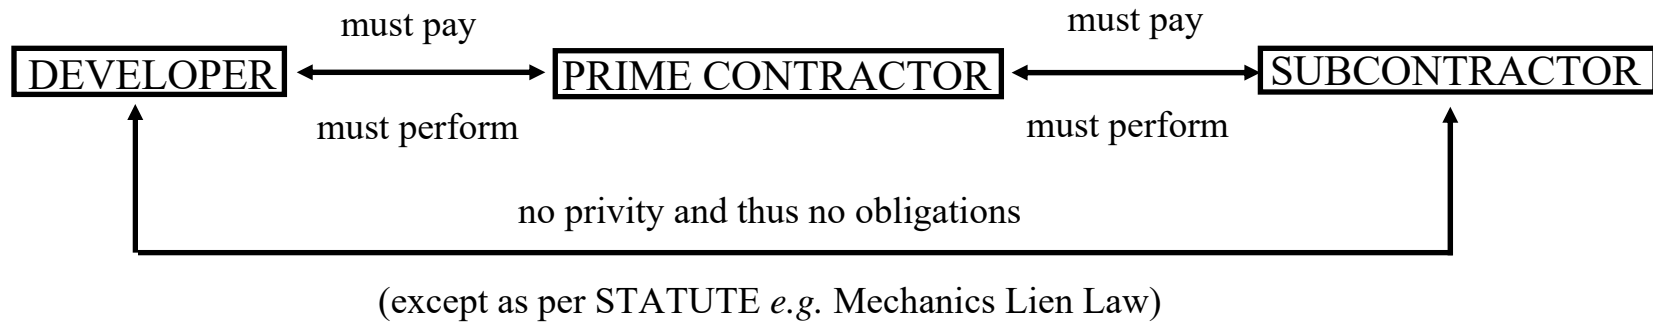 must pay
must pay
DEVELOPER
PRIME CONTRACTOR
SUBCONTRACTOR
must perform
must perform
no privity and thus no obligations
(except as per STATUTE e.g. Mechanics Lien Law)